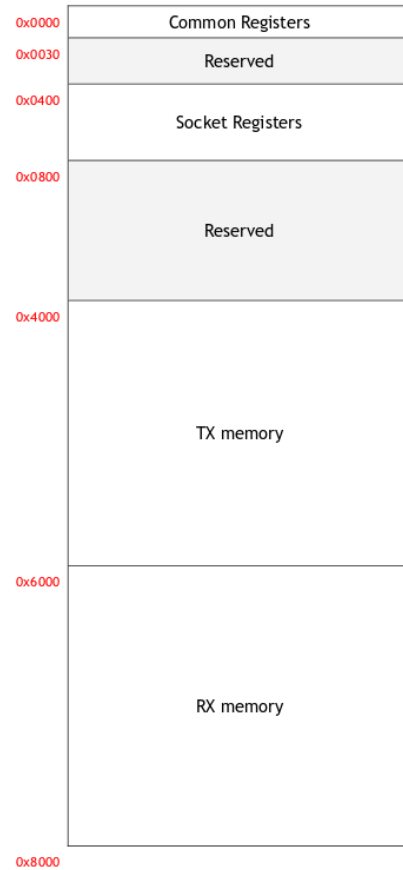 0x0000
Common Registers
0x0030
Reserved
0x0400
Socket Registers
0x0800
Reserved
0x4000
TX memory
0x6000
RX memory
0x8000